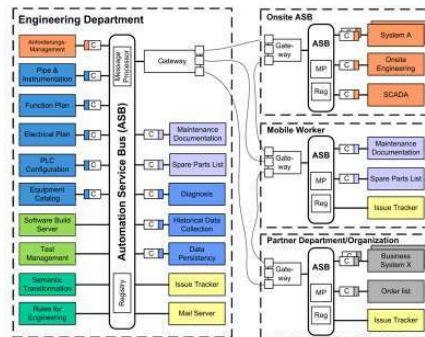 Engineering Department
Anforderungs-
Management
C
Pipe &
Instrumentation
C
Function Plan
C
Electrical Plan
C
PLC
Configuration
C
Equipment
Catalog
C
Software Build
Server
Test
Management
Semantic
Transformation
Rules for
Engineering
Message
Processor
Automation Service Bus (ASB)
Registry
Gateway
C
Maintenance
Documentation
C
Spare Parts List
C
Diagnosis
C
Historical Data
Collection
C
Data
Persistency
Issue Tracker
Mail Server
Onsite ASB
Gate-
way
ASB
MP
Reg
C
System A
C
Onsite
Engineering
C
SCADA
Mobile Worker
Gate-
way
ASB
MP
Reg
C
Maintenance
Documentation
C
Spare Parts List
Issue Tracker
Partner Department/Organization
Gate-
way
ASB
MP
Reg
C
Business
System X
C
Order list
Issue Tracker